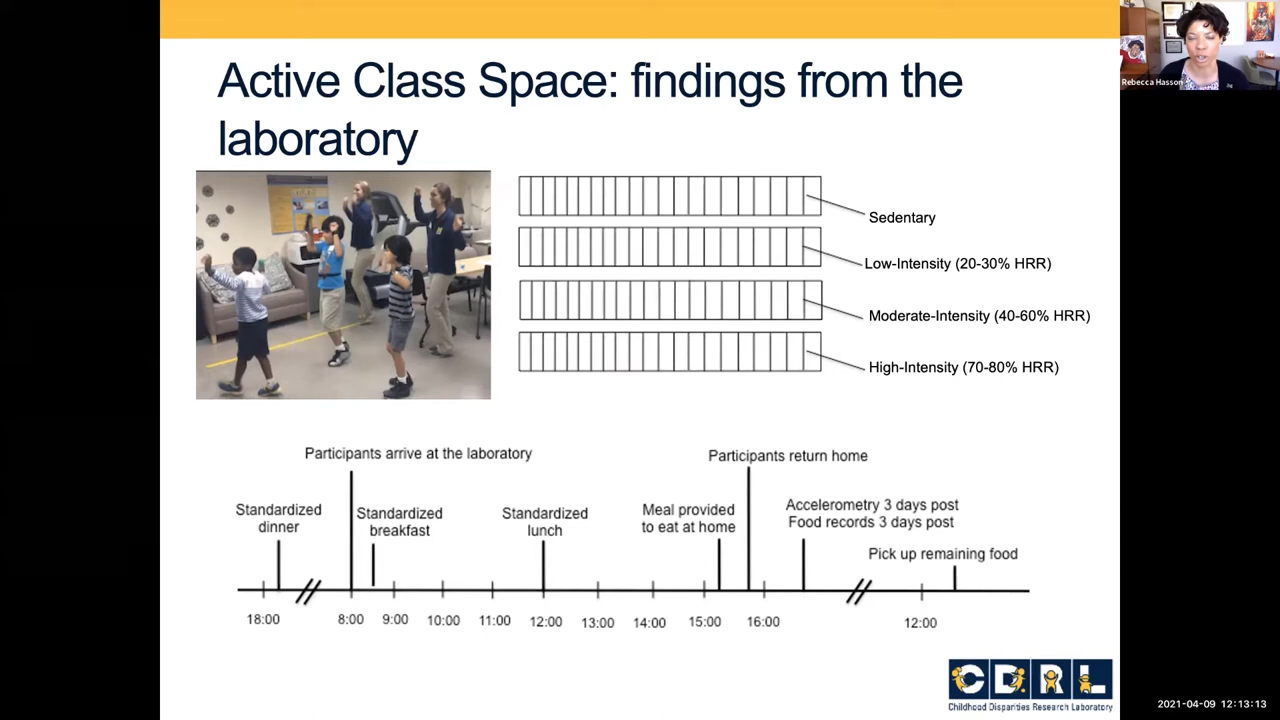 Active Class Space: findings from the
laboratory
Rebecca Hasson
Sedentary
Low-Intensity (20-30% HRR)
Moderate-Intensity (40-60% HRR)
High-Intensity (70-80% HRR)
Participants arrive at the laboratory
Participants return home
Standardized
dinner
Standardized
breakfast
Standardized
lunch
Meal provided
to eat at home
Accelerometry 3 days post
Food records 3 days post
Pick up remaining food
18:00
8:00
9:00
10:00
11:00
12:00
13:00
14:00
15:00
16:00
12:00
CDRL
Childhood Disparities Research Laboratory
2021-04-09 12:13:13